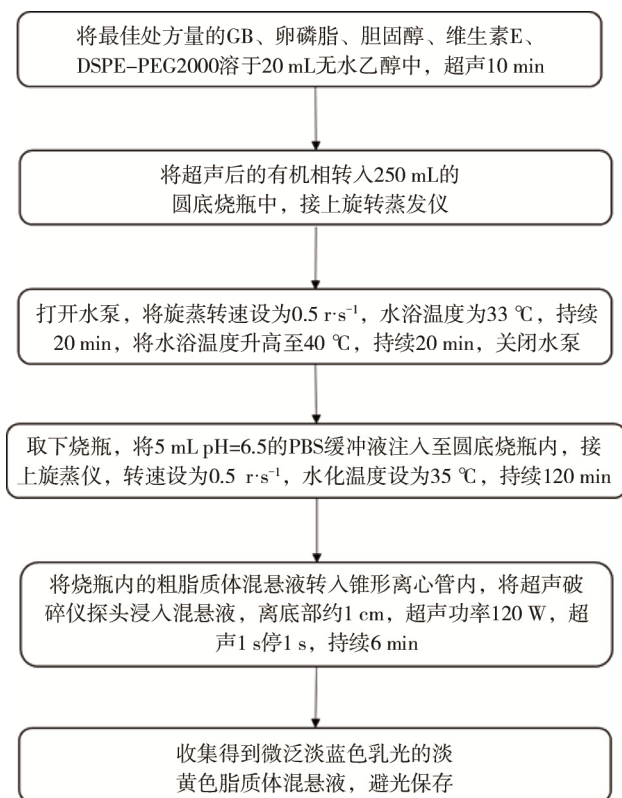 将最佳处方量的GB、卵磷脂、胆固醇、维生素E、
DSPE-PEG2000溶于20 mL无水乙醇中，超声10 min
将超声后的有机相转入250 mL的
圆底烧瓶中，接上旋转蒸发仪
打开水泵，将旋蒸转速设为0.5 r·s⁻¹，水浴温度为33 ℃，持续
20 min，将水浴温度升高至40 ℃，持续20 min，关闭水泵
取下烧瓶，将5 mL pH=6.5的PBS缓冲液注入至圆底烧瓶内，接
上旋蒸仪，转速设为0.5 r·s⁻¹，水化温度设为35 ℃，持续120 min
将烧瓶内的粗脂质体混悬液转入锥形离心管内，将超声破
碎仪探头浸入混悬液，离底部约1 cm，超声功率120 W，超
声1 s停1 s，持续6 min
收集得到微泛淡蓝色乳光的淡
黄色脂质体混悬液，避光保存